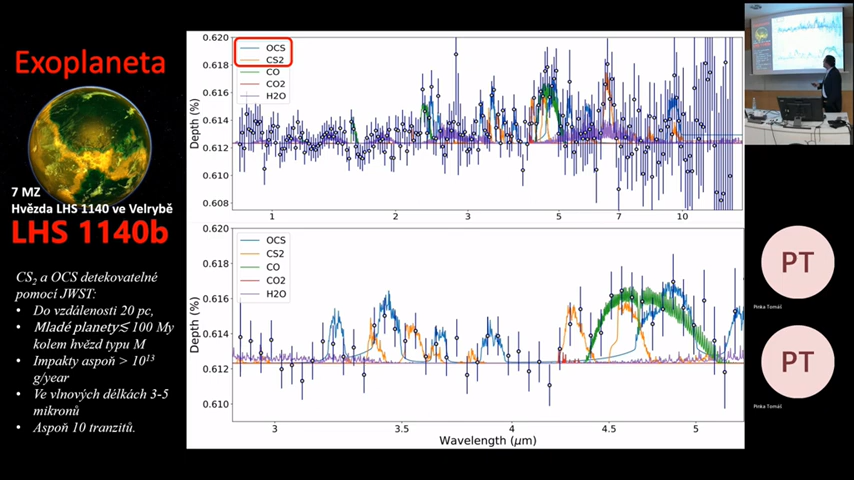 Exoplaneta
7 MZ
Hvězda LHS 1140 ve Velrybě
LHS 1140b
CS2 a OCS detekovatelné
pomocí JWST:
• Do vzdálenosti 20 pc,
• Mladé planety ≲ 100 My
kolem hvězd typu M
• Impakty aspoň > 10¹³
g/year
• Ve vlnových délkách 3-5
mikronů
• Aspoň 10 tranzitů.
0.620
0.618
0.616
0.614
0.612
0.610
0.608
Depth (%)
OCS
CS2
CO
CO2
H2O
1 2 3 5 7 10
0.620
0.618
0.616
0.614
0.612
0.610
Depth (%)
OCS
CS2
CO
CO2
H2O
3 3.5 4 4.5 5
Wavelength (μm)
PT
Pinka Tomáš
PT
Pinka Tomáš